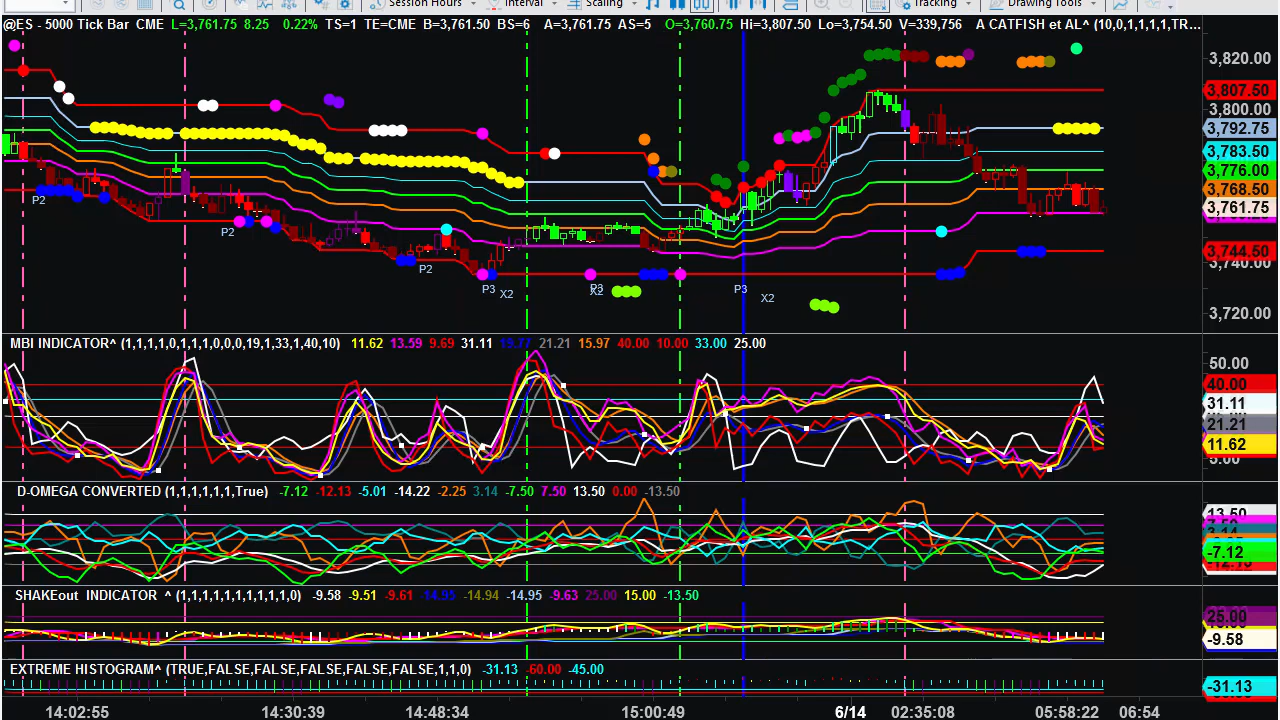 Session Hours Interval Scaling Tracking Drawing Tools
@ES - 5000 Tick Bar CME L=3,761.75 8.25 0.22% TS=1 TE=CME B=3,761.50 BS=6 A=3,761.75 AS=5 O=3,760.75 Hi=3,807.50 Lo=3,754.50 V=339,756 A CATFISH et AL^ (10,0,1,1,1,1,TR...
3,820.00
3,807.50
3,800.00
3,792.75
3,783.50
3,776.00
3,768.50
3,761.75
3,744.50
3,740.00
3,720.00
P2
P2
P2
P3 X2
X2
P3
X2
MBI INDICATOR^ (1,1,1,1,0,1,1,1,0,0,0,19,1,33,1,40,10) 11.62 13.59 9.69 31.11 19.77 21.21 15.97 40.00 10.00 33.00 25.00
50.00
40.00
31.11
21.21
11.62
D-OMEGA CONVERTED (1,1,1,1,1,1,1,True) -7.12 -12.13 -5.01 -14.22 -2.25 3.14 -7.50 7.50 13.50 0.00 -13.50
13.50
-7.12
SHAKEout INDICATOR ^ (1,1,1,1,1,1,1,1,1,1,1,0) -9.58 -9.51 -9.61 -14.95 -14.94 -14.95 -9.63 25.00 15.00 -13.50
25.00
-9.58
EXTREME HISTOGRAM^ (TRUE,FALSE,FALSE,FALSE,FALSE,FALSE,1,1,0) -31.13 -60.00 -45.00
-31.13
14:02:55 14:30:39 14:48:34 15:00:49 6/14 02:35:08 05:58:22 06:54